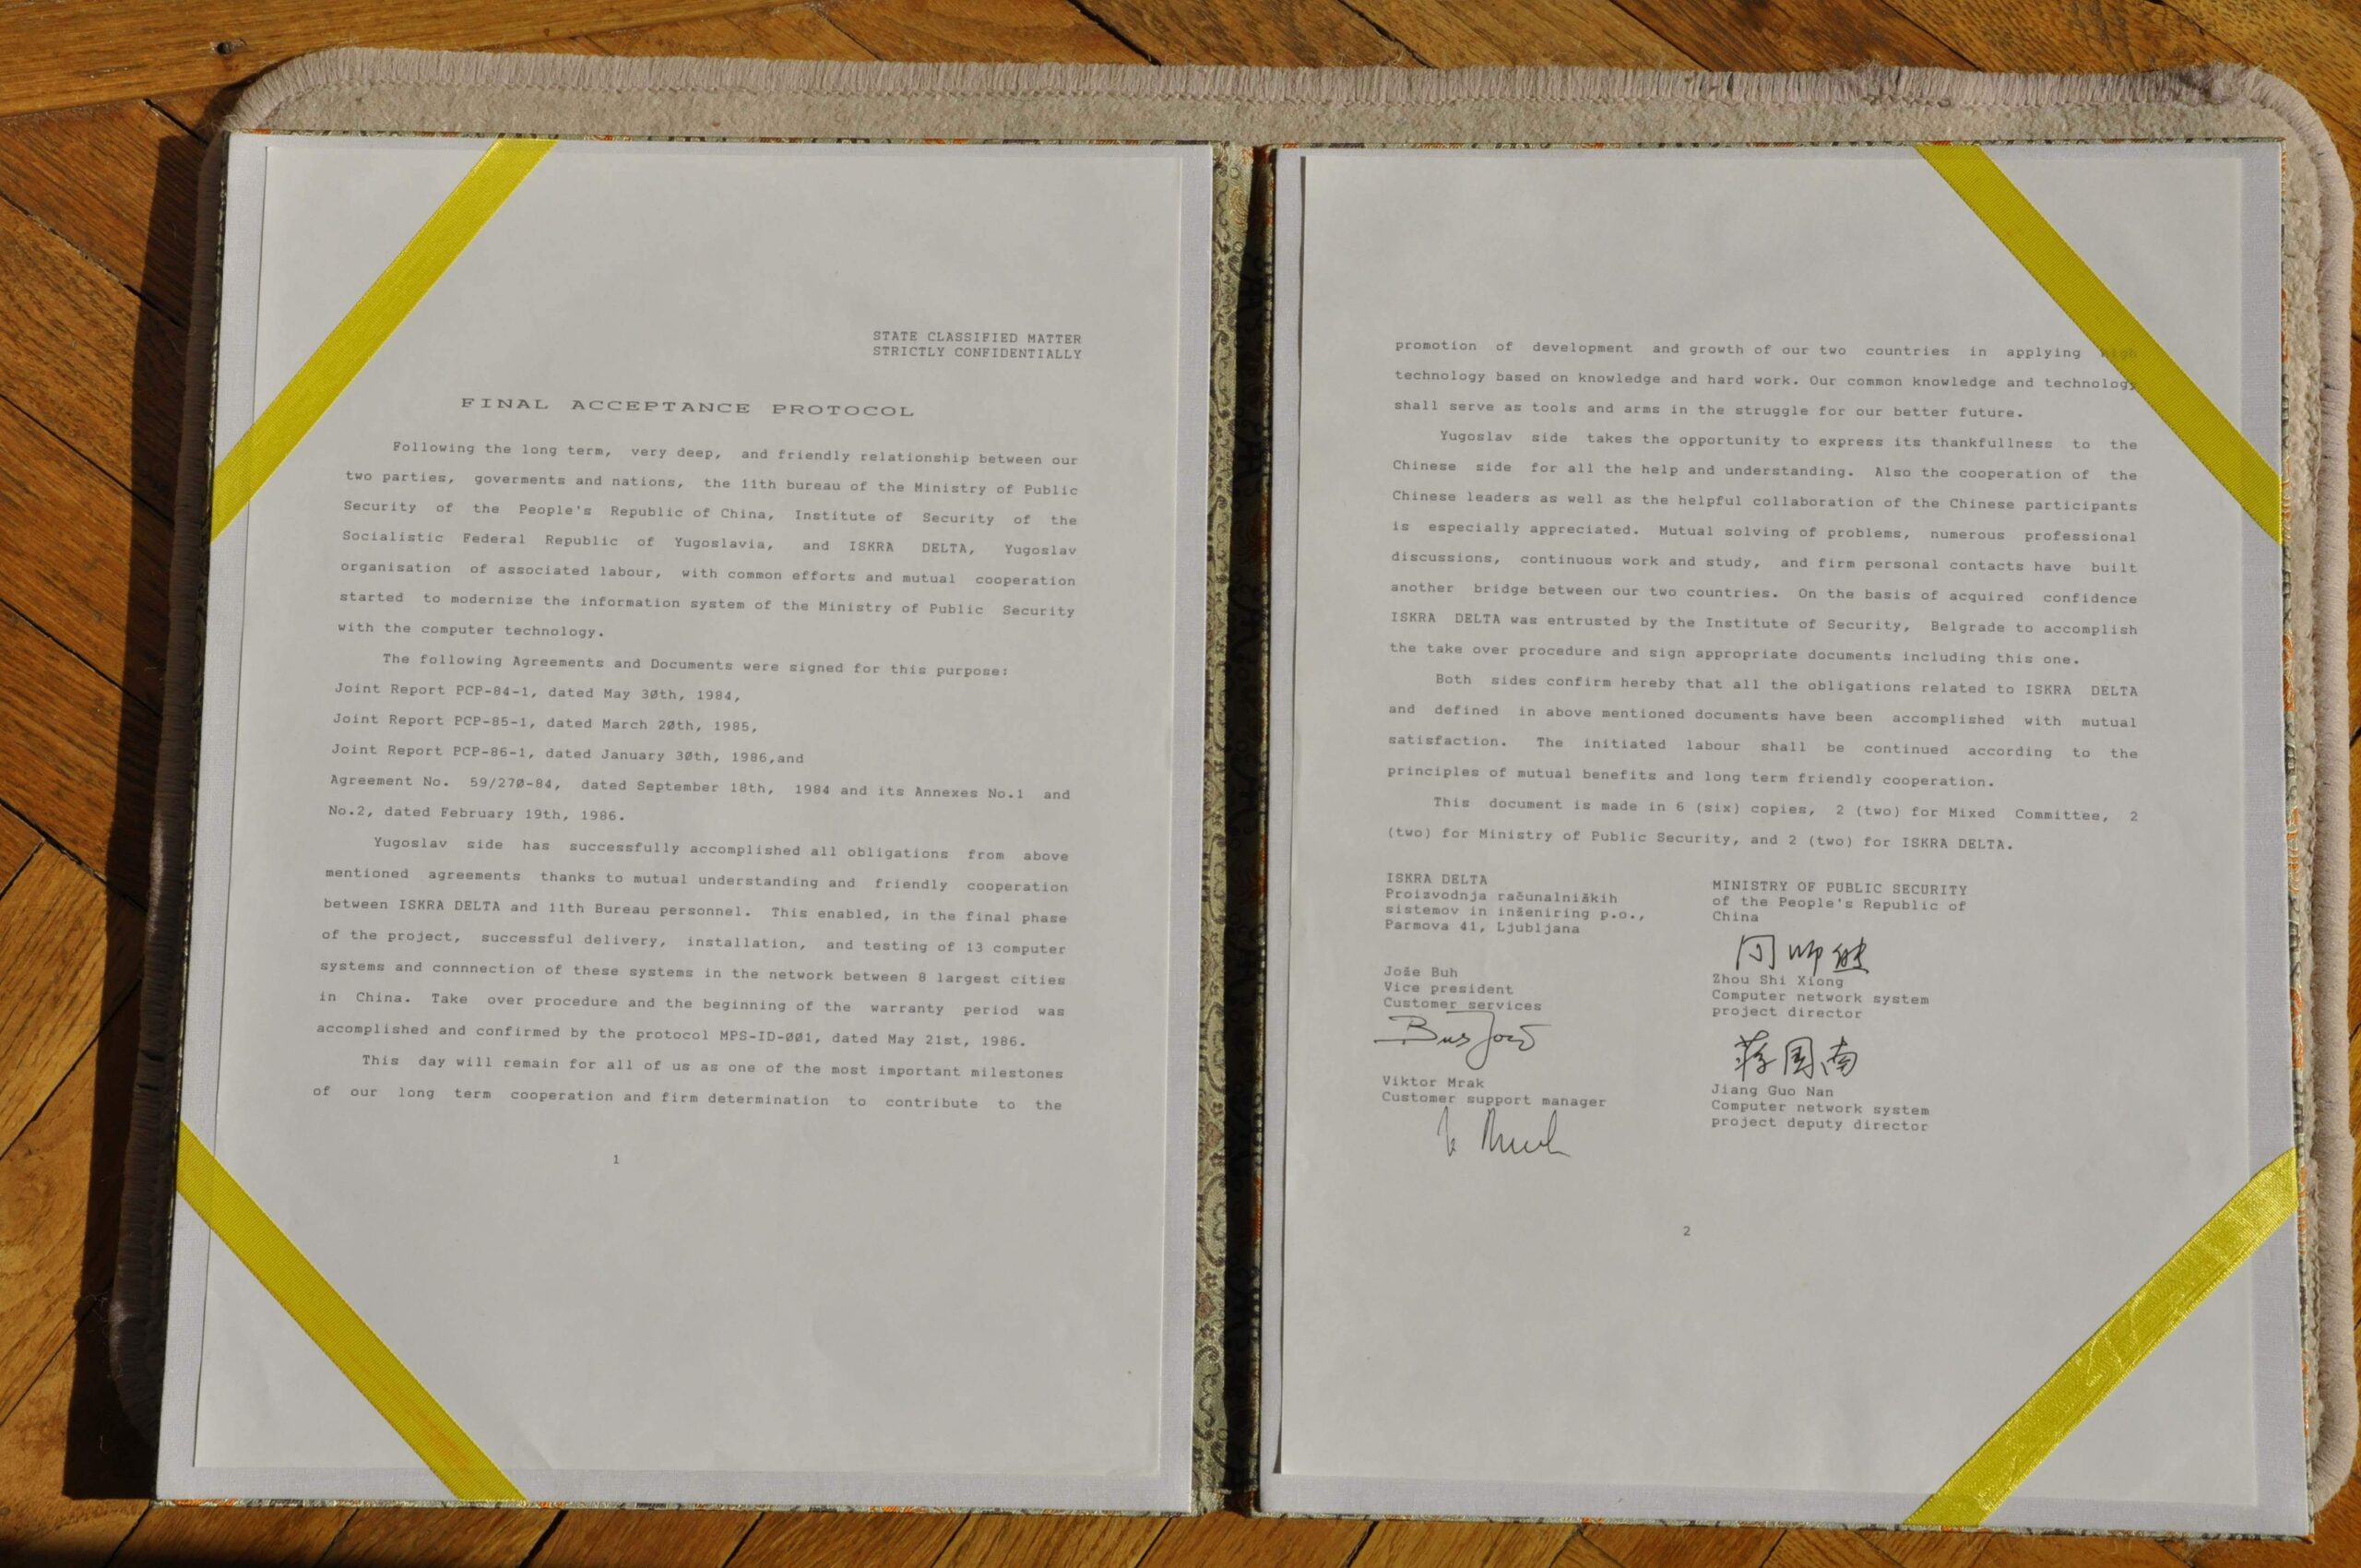 STATE CLASSIFIED MATTER
STRICTLY CONFIDENTIALLY
FINAL ACCEPTANCE PROTOCOL
Following the long term, very deep, and friendly relationship between our
two parties, goverments and nations, the 11th bureau of the Ministry of Public
Security of the People's Republic of China, Institute of Security of the
Socialistic Federal Republic of Yugoslavia, and ISKRA DELTA, Yugoslav
organisation of associated labour, with common efforts and mutual cooperation
started to modernize the information system of the Ministry of Public Security
with the computer technology.
The following Agreements and Documents were signed for this purpose:
Joint Report PCP-84-1, dated May 30th, 1984,
Joint Report PCP-85-1, dated March 20th, 1985,
Joint Report PCP-86-1, dated January 30th, 1986,and
Agreement No. 59/270-84, dated September 18th, 1984 and its Annexes No.1 and
No.2, dated February 19th, 1986.
Yugoslav side has successfully accomplished all obligations from above
mentioned agreements thanks to mutual understanding and friendly cooperation
between ISKRA DELTA and 11th Bureau personnel. This enabled, in the final phase
of the project, successful delivery, installation, and testing of 13 computer
systems and connnection of these systems in the network between 8 largest cities
in China. Take over procedure and the beginning of the warranty period was
accomplished and confirmed by the protocol MPS-ID-001, dated May 21st, 1986.
This day will remain for all of us as one of the most important milestones
of our long term cooperation and firm determination to contribute to the
1
promotion of development and growth of our two countries in applying high
technology based on knowledge and hard work. Our common knowledge and technology
shall serve as tools and arms in the struggle for our better future.
Yugoslav side takes the opportunity to express its thankfullness to the
Chinese side for all the help and understanding. Also the cooperation of the
Chinese leaders as well as the helpful collaboration of the Chinese participants
is especially appreciated. Mutual solving of problems, numerous professional
discussions, continuous work and study, and firm personal contacts have built
another bridge between our two countries. On the basis of acquired confidence
ISKRA DELTA was entrusted by the Institute of Security, Belgrade to accomplish
the take over procedure and sign appropriate documents including this one.
Both sides confirm hereby that all the obligations related to ISKRA DELTA
and defined in above mentioned documents have been accomplished with mutual
satisfaction. The initiated labour shall be continued according to the
principles of mutual benefits and long term friendly cooperation.
This document is made in 6 (six) copies, 2 (two) for Mixed Committee, 2
(two) for Ministry of Public Security, and 2 (two) for ISKRA DELTA.
ISKRA DELTA
Proizvodnja računalniških
sistemov in inženiring p.o.,
Parmova 41, Ljubljana
Jože Buh
Vice president
Customer services
Viktor Mrak
Customer support manager
MINISTRY OF PUBLIC SECURITY
of the People's Republic of
China
Zhou Shi Xiong
Computer network system
project director
蒋国南
Jiang Guo Nan
Computer network system
project deputy director
2